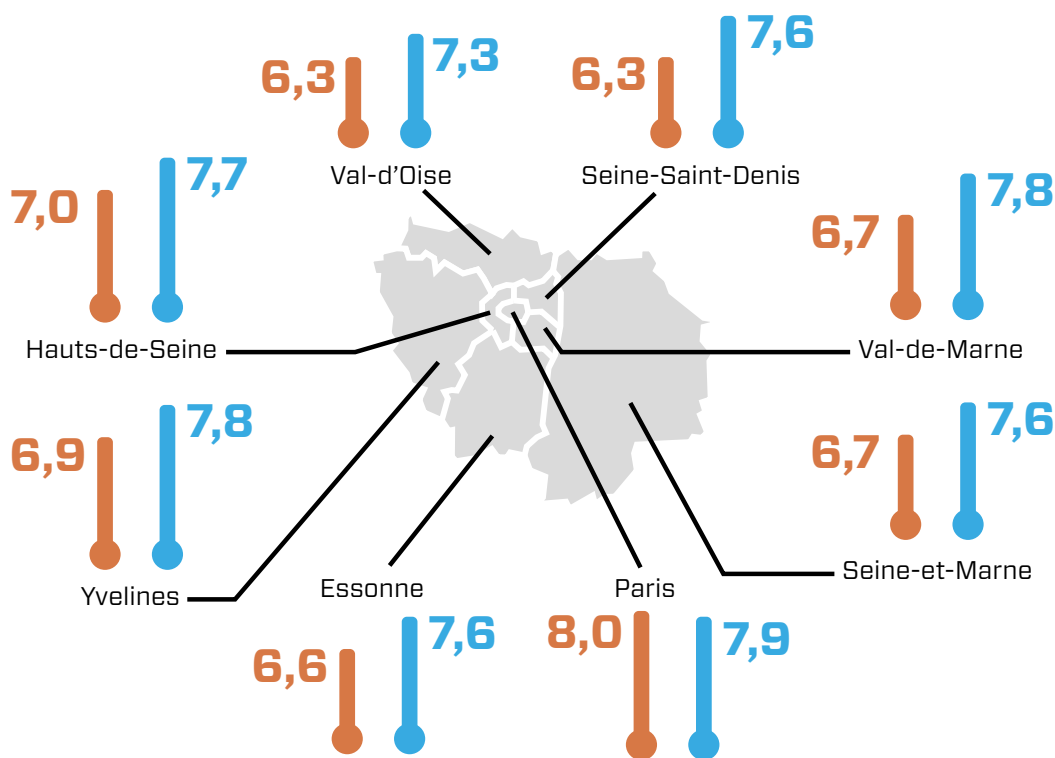 6,3
7,3
Val-d'Oise
6,3
7,6
Seine-Saint-Denis
7,0
7,7
Hauts-de-Seine
6,7
7,8
Val-de-Marne
6,9
7,8
Yvelines
6,7
7,6
Seine-et-Marne
Essonne
6,6
7,6
Paris
8,0
7,9